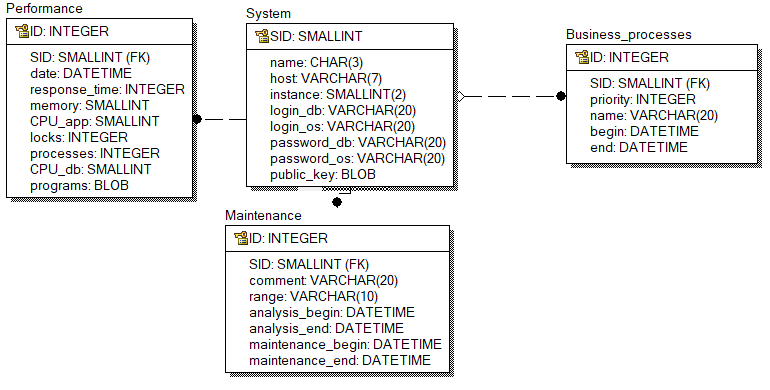 Performance
ID: INTEGER
SID: SMALLINT (FK)
date: DATETIME
response_time: INTEGER
memory: SMALLINT
CPU_app: SMALLINT
locks: INTEGER
processes: INTEGER
CPU_db: SMALLINT
programs: BLOB
System
SID: SMALLINT
name: CHAR(3)
host: VARCHAR(7)
instance: SMALLINT(2)
login_db: VARCHAR(20)
login_os: VARCHAR(20)
password_db: VARCHAR(20)
password_os: VARCHAR(20)
public_key: BLOB
Business_processes
ID: INTEGER
SID: SMALLINT (FK)
priority: INTEGER
name: VARCHAR(20)
begin: DATETIME
end: DATETIME
Maintenance
ID: INTEGER
SID: SMALLINT (FK)
comment: VARCHAR(20)
range: VARCHAR(10)
analysis_begin: DATETIME
analysis_end: DATETIME
maintenance_begin: DATETIME
maintenance_end: DATETIME